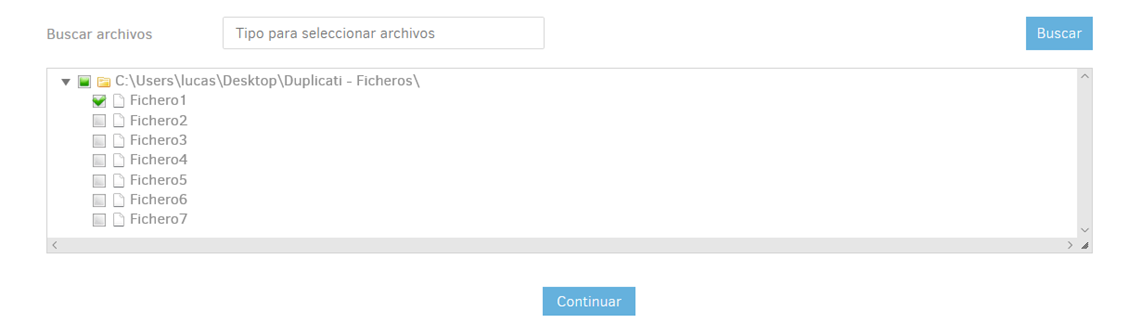 Buscar archivos Tipo para seleccionar archivos Buscar
C:\Users\lucas\Desktop\Duplicati - Ficheros\
Fichero1
Fichero2
Fichero3
Fichero4
Fichero5
Fichero6
Fichero7
Continuar